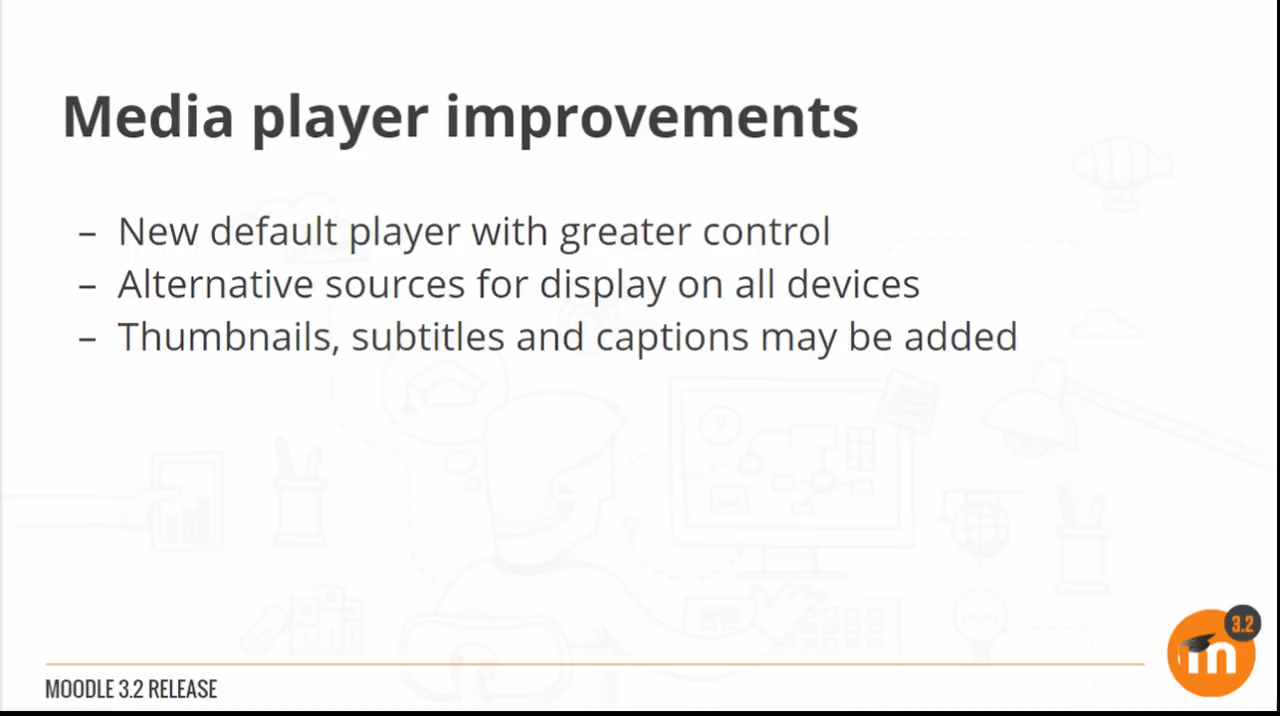 Media player improvements
– New default player with greater control
– Alternative sources for display on all devices
– Thumbnails, subtitles and captions may be added
3.2
m
MOODLE 3.2 RELEASE